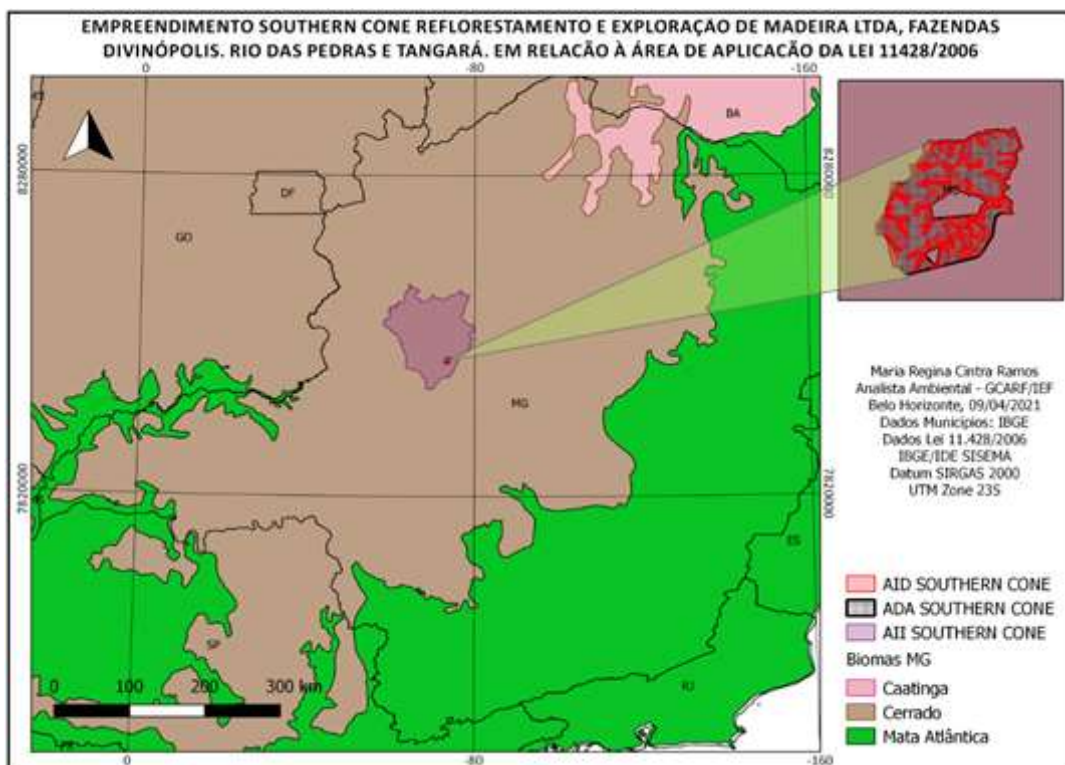 EMPREENDIMENTO SOUTHERN CONE REFLORESTAMENTO E EXPLORAÇÃO DE MADEIRA LTDA, FAZENDAS
DIVINÓPOLIS. RIO DAS PEDRAS E TANGARÁ. EM RELAÇÃO À ÁREA DE APLICAÇÃO DA LEI 11428/2006
0 -80 -160
BA
8280000 8280000
DF
GO
MG
MG
7820000 7820000
ES
SP
RJ
0 100 200 300 km
0 -80 -160
Maria Regina Cintra Ramos
Analista Ambiental - GCARF/IEF
Belo Horizonte, 09/04/2021
Dados Municípios: IBGE
Dados Lei 11.428/2006
IBGE/IDE SISEMA
Datum SIRGAS 2000
UTM Zone 23S
AID SOUTHERN CONE
ADA SOUTHERN CONE
AII SOUTHERN CONE
Biomas MG
Caatinga
Cerrado
Mata Atlântica